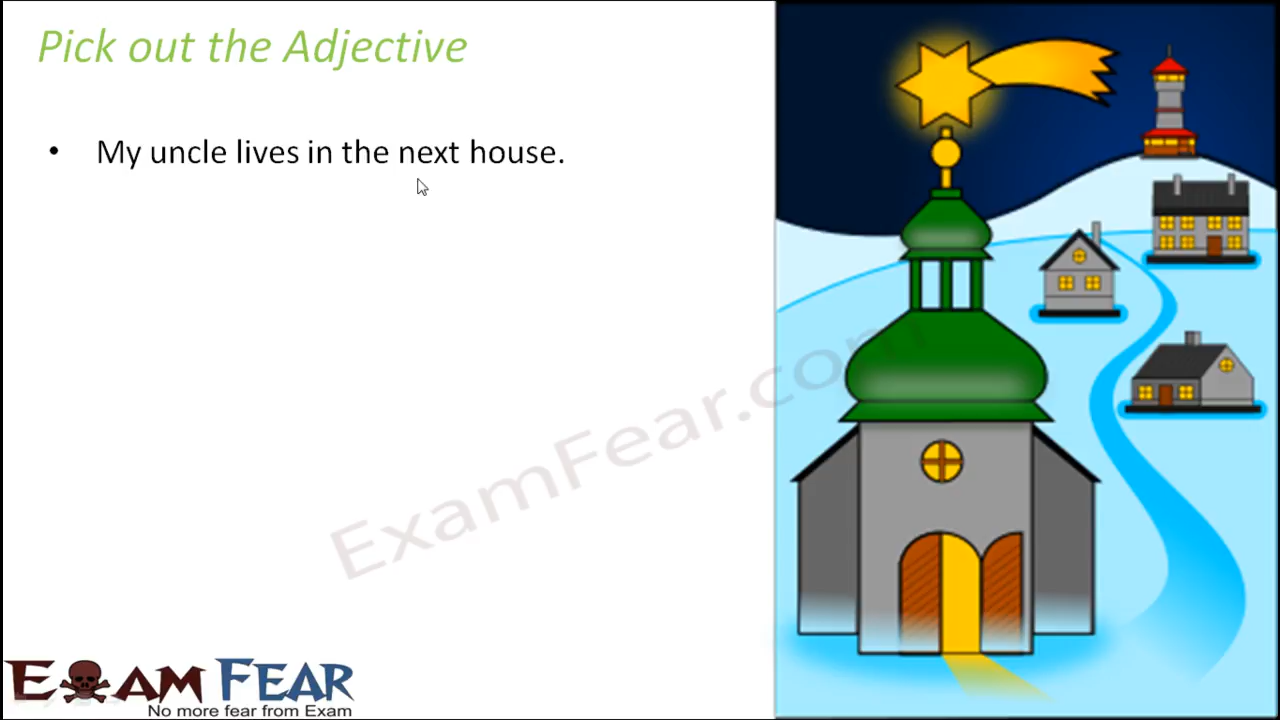 Pick out the Adjective
• My uncle lives in the next house.
ExamFear.com
EXAM FEAR
No more fear from Exam